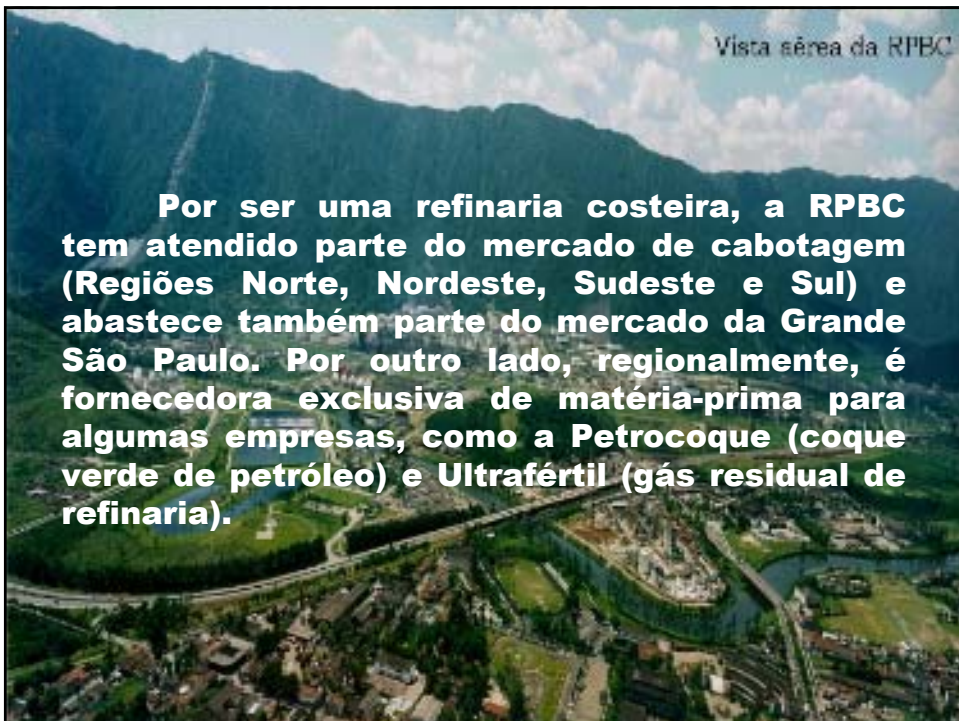 Vista aérea da RPBC
Por ser uma refinaria costeira, a RPBC
tem atendido parte do mercado de cabotagem
(Regiões Norte, Nordeste, Sudeste e Sul) e
abastece também parte do mercado da Grande
São Paulo. Por outro lado, regionalmente, é
fornecedora exclusiva de matéria-prima para
algumas empresas, como a Petrocoque (coque
verde de petróleo) e Ultrafértil (gás residual de
refinaria).